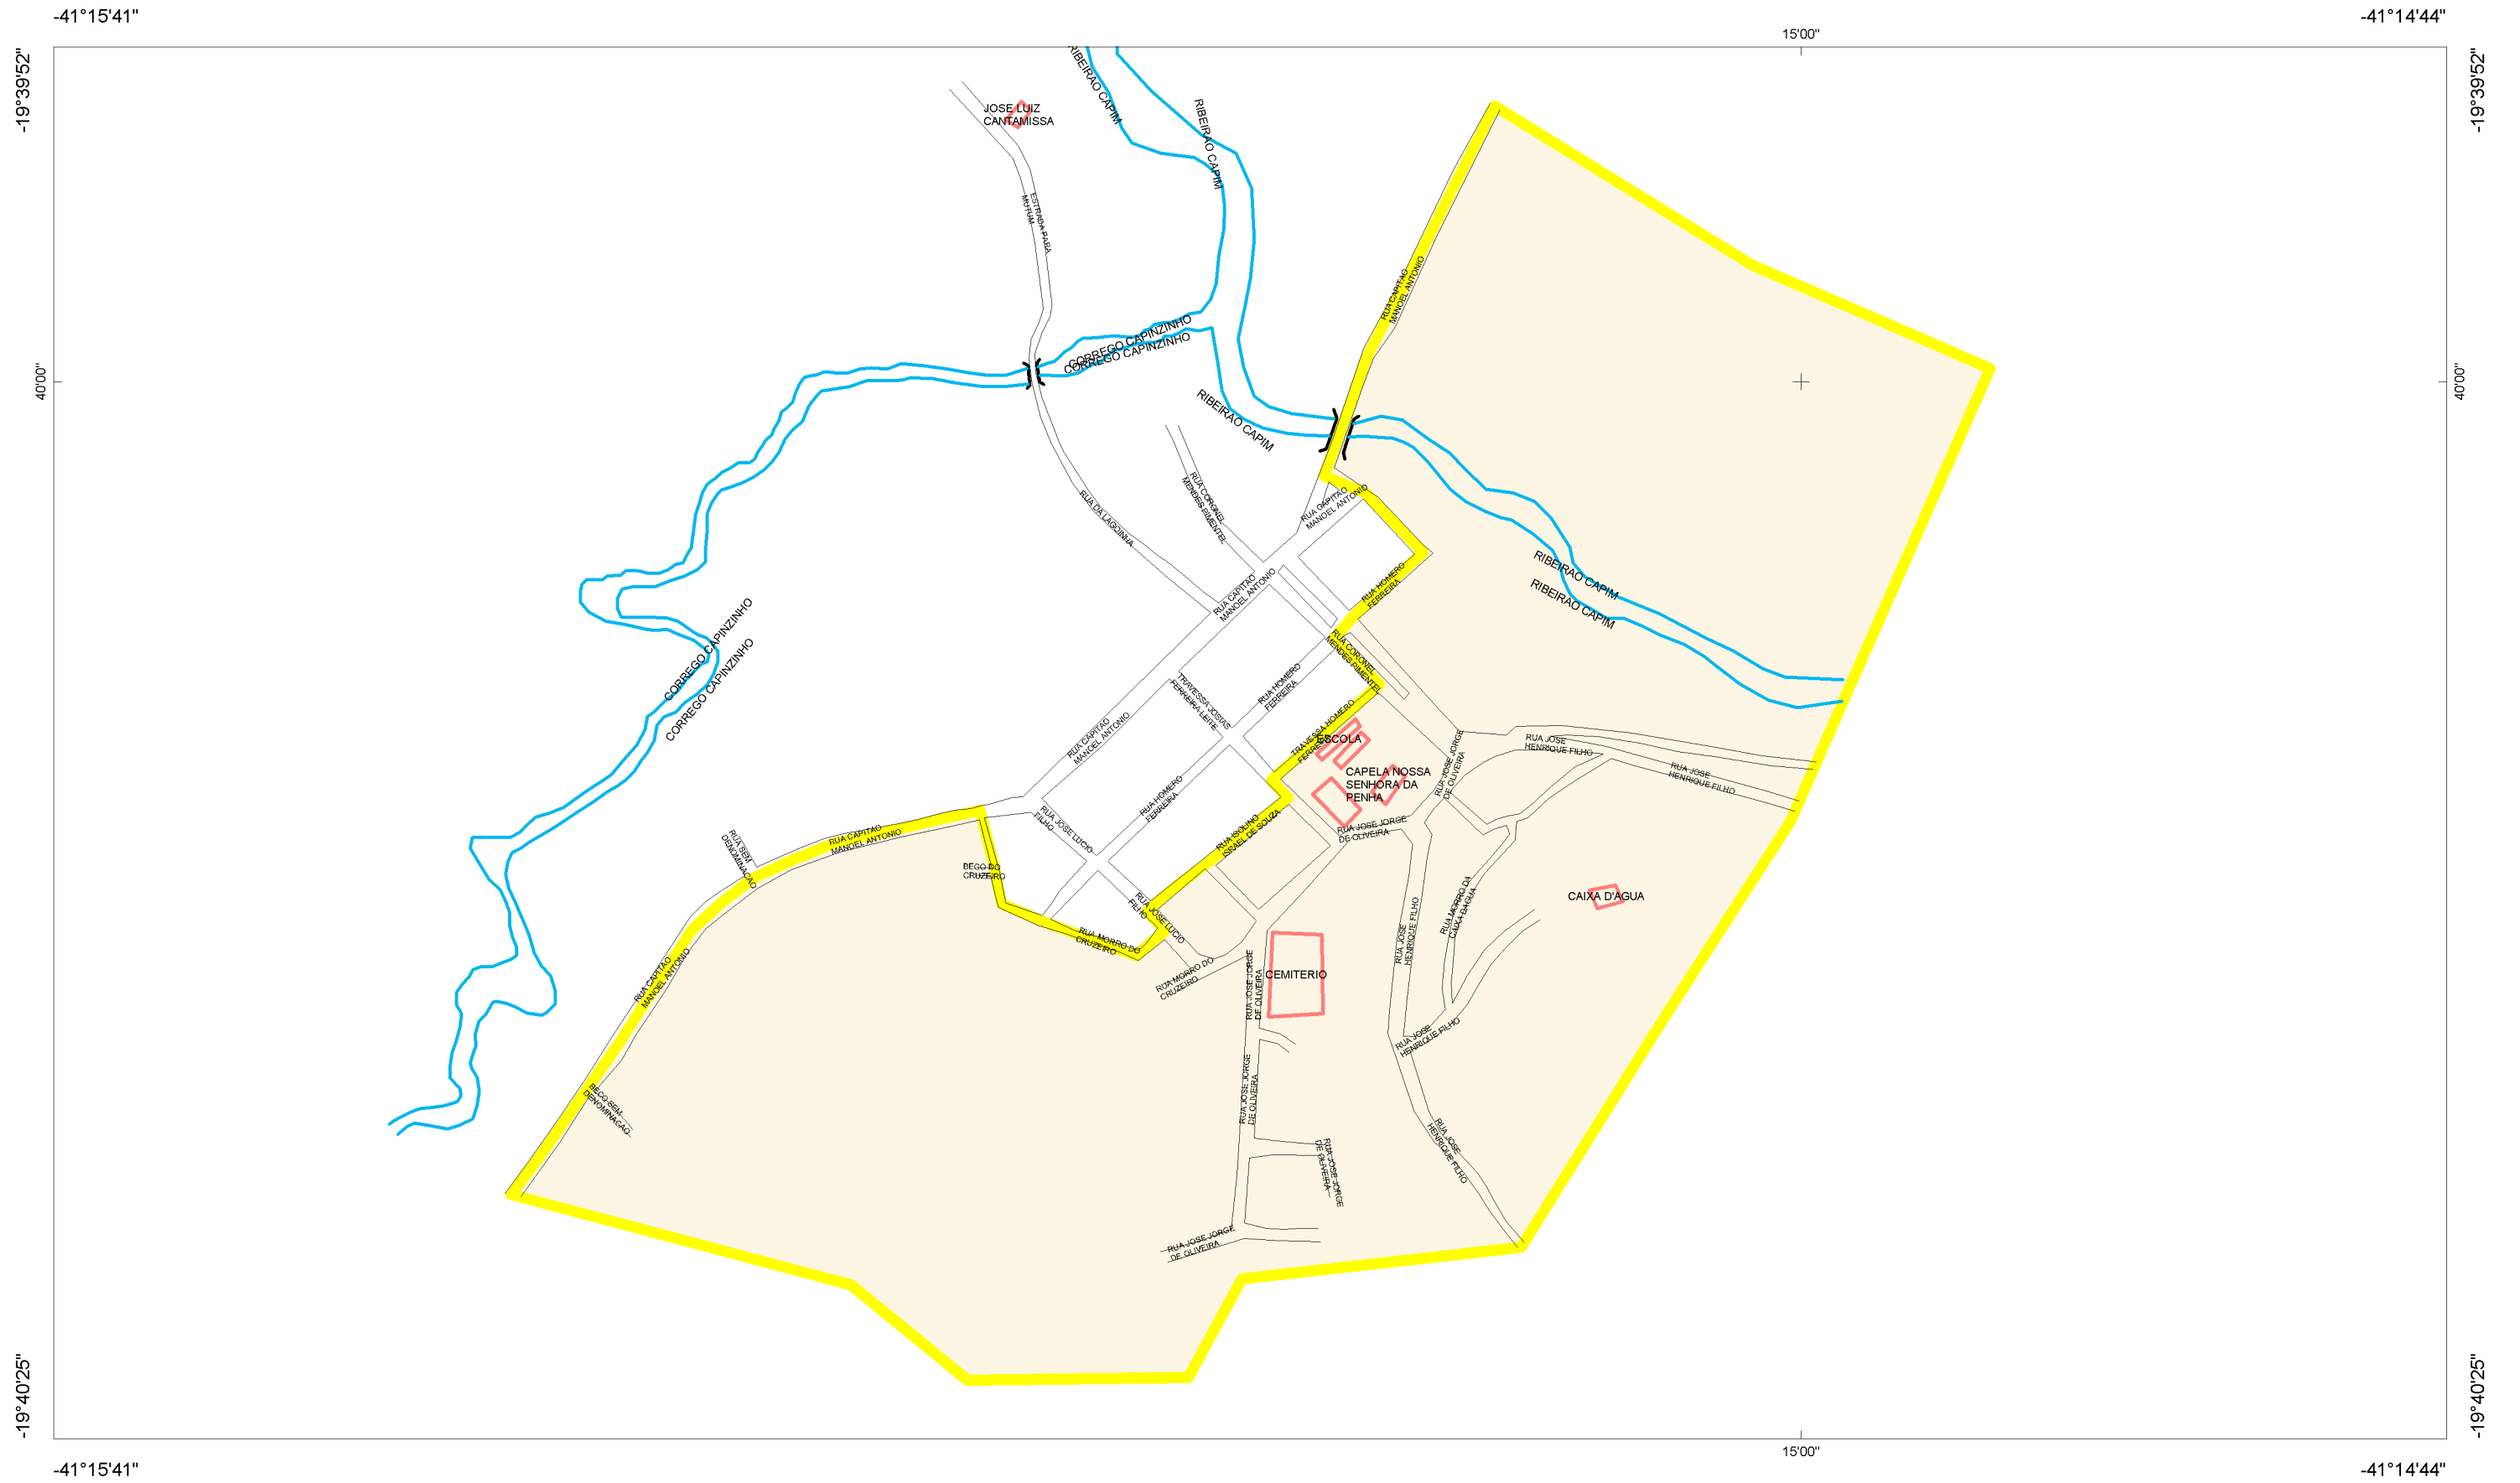 -41°15'41"
-41°14'44"
15'00"
-19°39'52"
-19°39'52"
RIBEIRAO CAPIM
RIBEIRAO CAPIM
JOSE LUIZ
CANTAMISSA
ESTRADA PARA
MUTUM
RUA CAPITAO
MANOEL ANTONIO
CORREGO CAPINZINHO
CORREGO CAPINZINHO
40'00"
40'00"
RIBEIRAO CAPIM
RUA CORONEL
MENDES PIMENTEL
RUA DA LAGOINHA
RUA CAPITAO
MANOEL ANTONIO
RIBEIRAO CAPIM
RIBEIRAO CAPIM
RUA HOMERO
FERREIRA
RUA CAPITAO
MANOEL ANTONIO
CORREGO CAPINZINHO
CORREGO CAPINZINHO
RUA CORONEL
MENDES PIMENTEL
RUA HOMERO
FERREIRA
TRAVESSA JOSIAS
FERREIRA LEITE
TRAVESSA HOMERO
FERREIRA
ESCOLA
RUA CAPITAO
MANOEL ANTONIO
RUA JOSE JORGE
DE OLIVEIRA
RUA JOSE
HENRIQUE FILHO
RUA JOSE
HENRIQUE FILHO
CAPELA NOSSA
SENHORA DA
PENHA
RUA HOMERO
FERREIRA
RUA JOSE LUCIO
FILHO
RUA ISOLINO
ISRAEL DE SOUZA
RUA JOSE JORGE
DE OLIVEIRA
RUA CAPITAO
MANOEL ANTONIO
RUA SEM
DENOMINACAO
BECO DO
CRUZEIRO
CAIXA D'AGUA
RUA MORRO DA
CAIXA DAGUA
RUA JOSE LUCIO
FILHO
RUA MORRO DO
CRUZEIRO
RUA JOSE
HENRIQUE FILHO
RUA MORRO DO
CRUZEIRO
CEMITERIO
RUA JOSE JORGE
DE OLIVEIRA
RUA CAPITAO
MANOEL ANTONIO
RUA JOSE
HENRIQUE FILHO
BECO SEM
DENOMINACAO
RUA JOSE JORGE
DE OLIVEIRA
RUA JOSE
HENRIQUE FILHO
RUA JOSE JORGE
DE OLIVEIRA
RUA JOSE JORGE
DE OLIVEIRA
-19°40'25"
-19°40'25"
15'00"
-41°15'41"
-41°14'44"